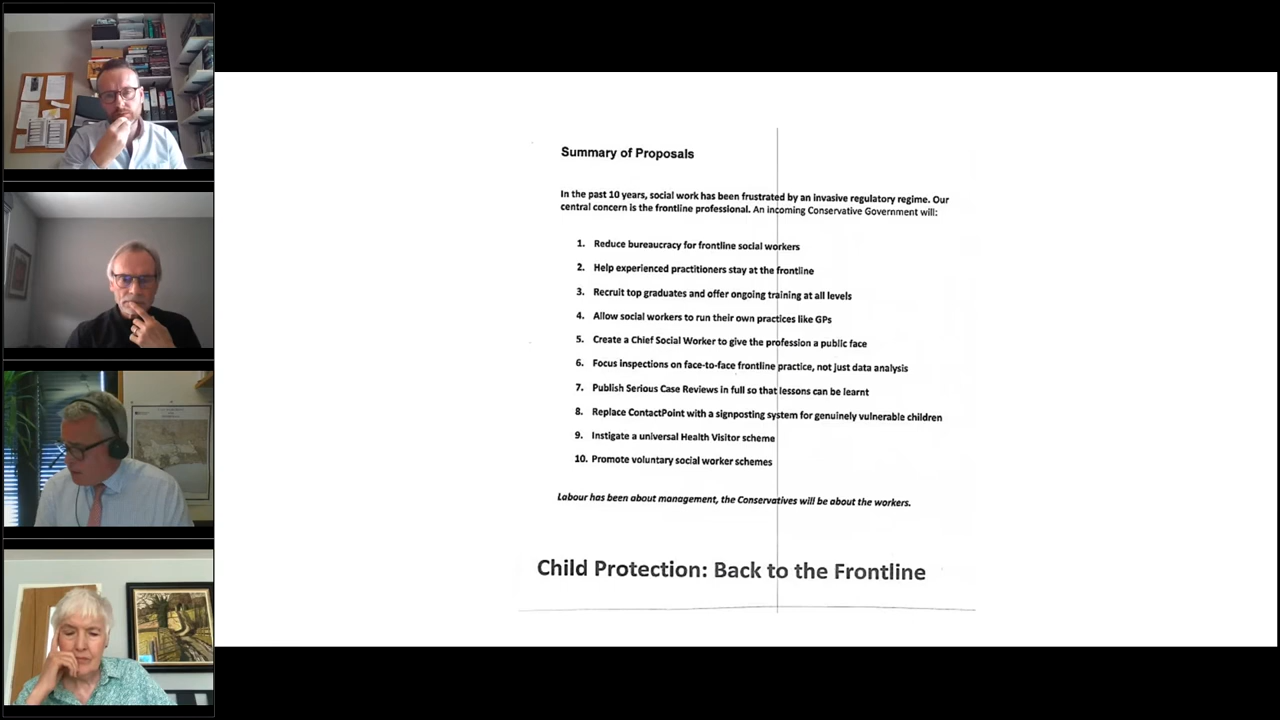 Summary of Proposals
In the past 10 years, social work has been frustrated by an invasive regulatory regime. Our
central concern is the frontline professional. An incoming Conservative Government will:
1. Reduce bureaucracy for frontline social workers
2. Help experienced practitioners stay at the frontline
3. Recruit top graduates and offer ongoing training at all levels
4. Allow social workers to run their own practices like GPs
5. Create a Chief Social Worker to give the profession a public face
6. Focus inspections on face-to-face frontline practice, not just data analysis
7. Publish Serious Case Reviews in full so that lessons can be learnt
8. Replace ContactPoint with a signposting system for genuinely vulnerable children
9. Instigate a universal Health Visitor scheme
10. Promote voluntary social worker schemes
Labour has been about management, the Conservatives will be about the workers.
Child Protection: Back to the Frontline